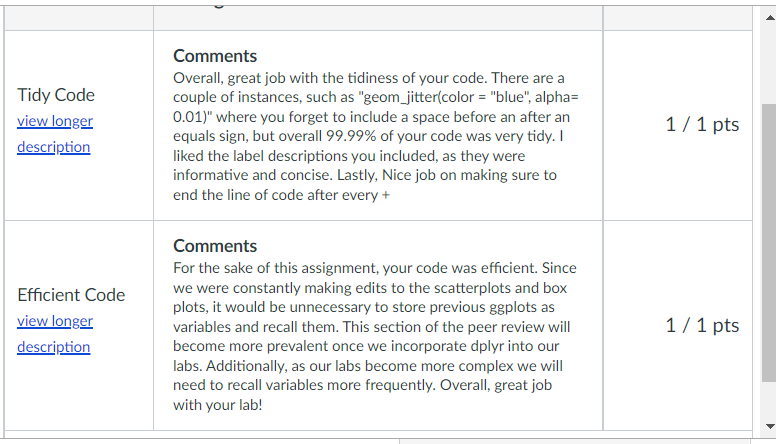 Comments
Tidy Code
view longer
description
Overall, great job with the tidiness of your code. There are a
couple of instances, such as "geom_jitter(color = "blue", alpha=
0.01)" where you forget to include a space before an after an
equals sign, but overall 99.99% of your code was very tidy. I
liked the label descriptions you included, as they were
informative and concise. Lastly, Nice job on making sure to
end the line of code after every +
1 / 1 pts
Comments
Efficient Code
view longer
description
For the sake of this assignment, your code was efficient. Since
we were constantly making edits to the scatterplots and box
plots, it would be unnecessary to store previous ggplots as
variables and recall them. This section of the peer review will
become more prevalent once we incorporate dplyr into our
labs. Additionally, as our labs become more complex we will
need to recall variables more frequently. Overall, great job
with your lab!
1 / 1 pts